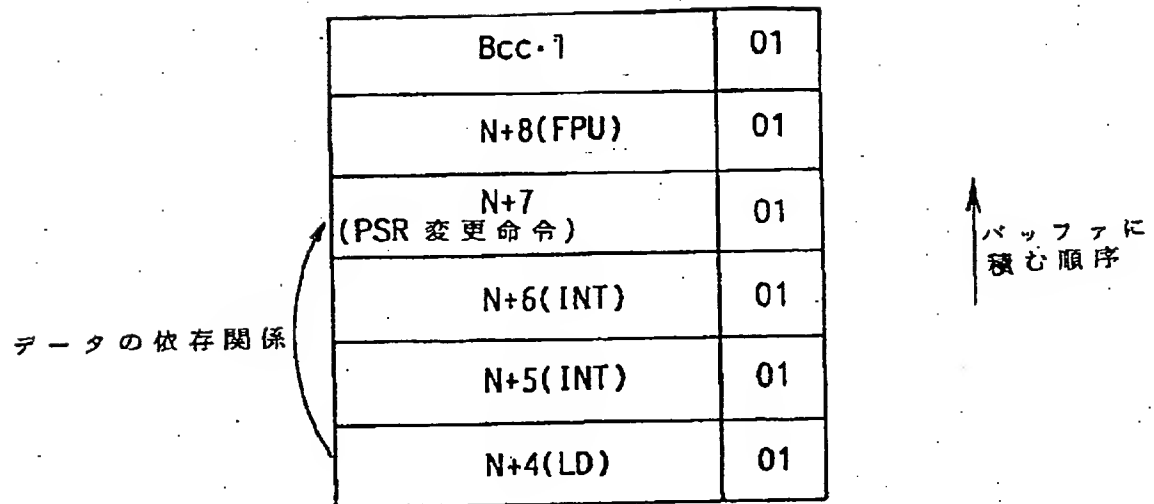 Bcc·1 01
N+8(FPU) 01
N+7
(PSR 変更命令) 01
N+6(INT) 01
N+5(INT) 01
N+4(LD) 01
データの依存関係
バッファに
積む順序